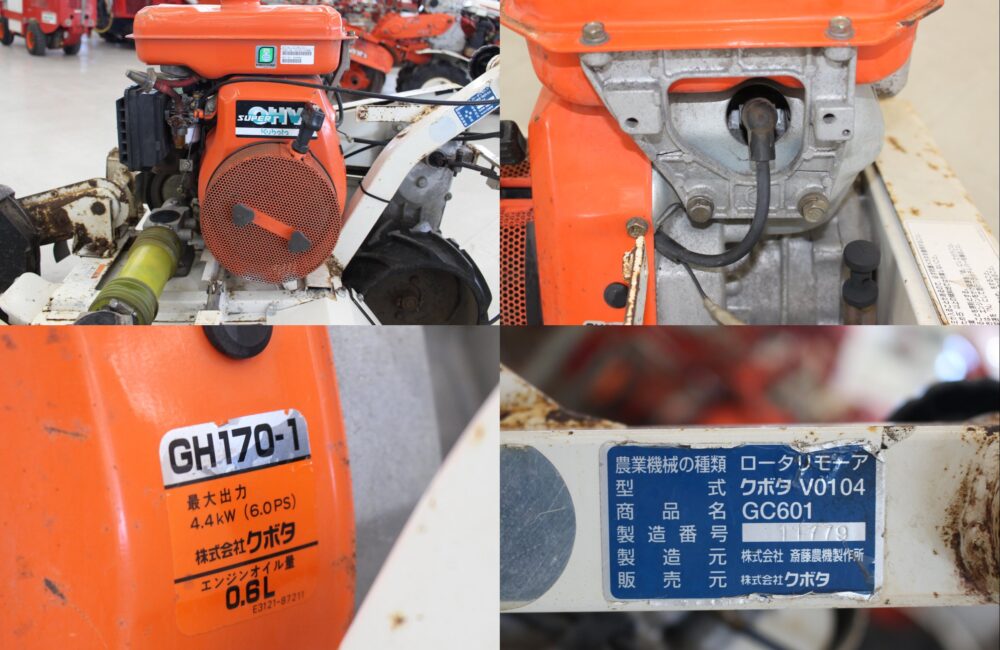 SUPER OHV
Kubota
GH170-1
最大出力
4.4kW (6.0PS)
株式会社クボタ
エンジンオイル量
0.6L
E3121-87211
農業機械の種類 ロータリモーア
型式 クボタ V0104
商品名 GC601
製造番号 11779
製造元 株式会社 斎藤農機製作所
販売元 株式会社クボタ